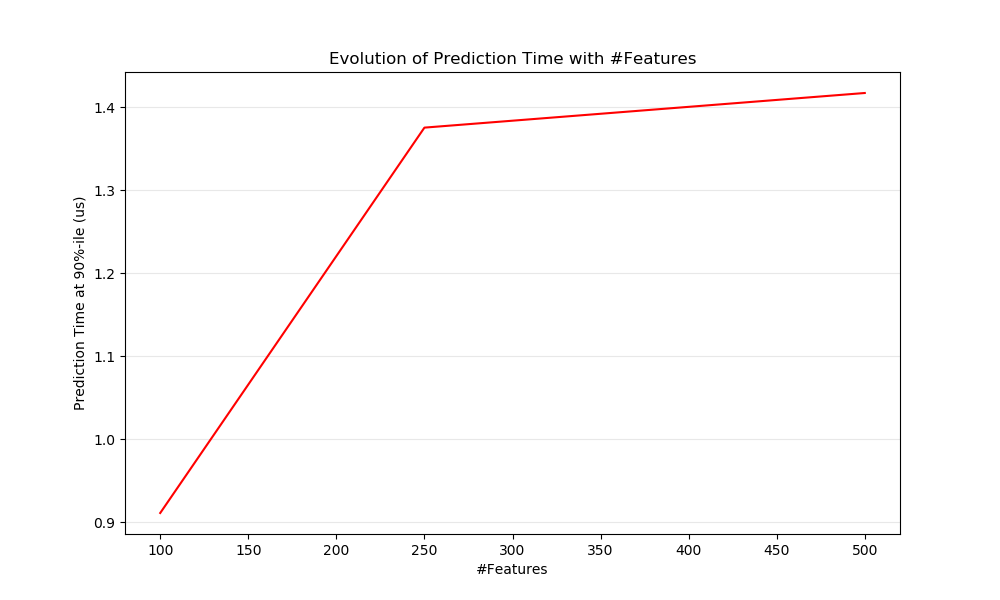 Evolution of Prediction Time with #Features
Prediction Time at 90%-ile (us)
1.4
1.3
1.2
1.1
1.0
0.9
100 150 200 250 300 350 400 450 500
#Features